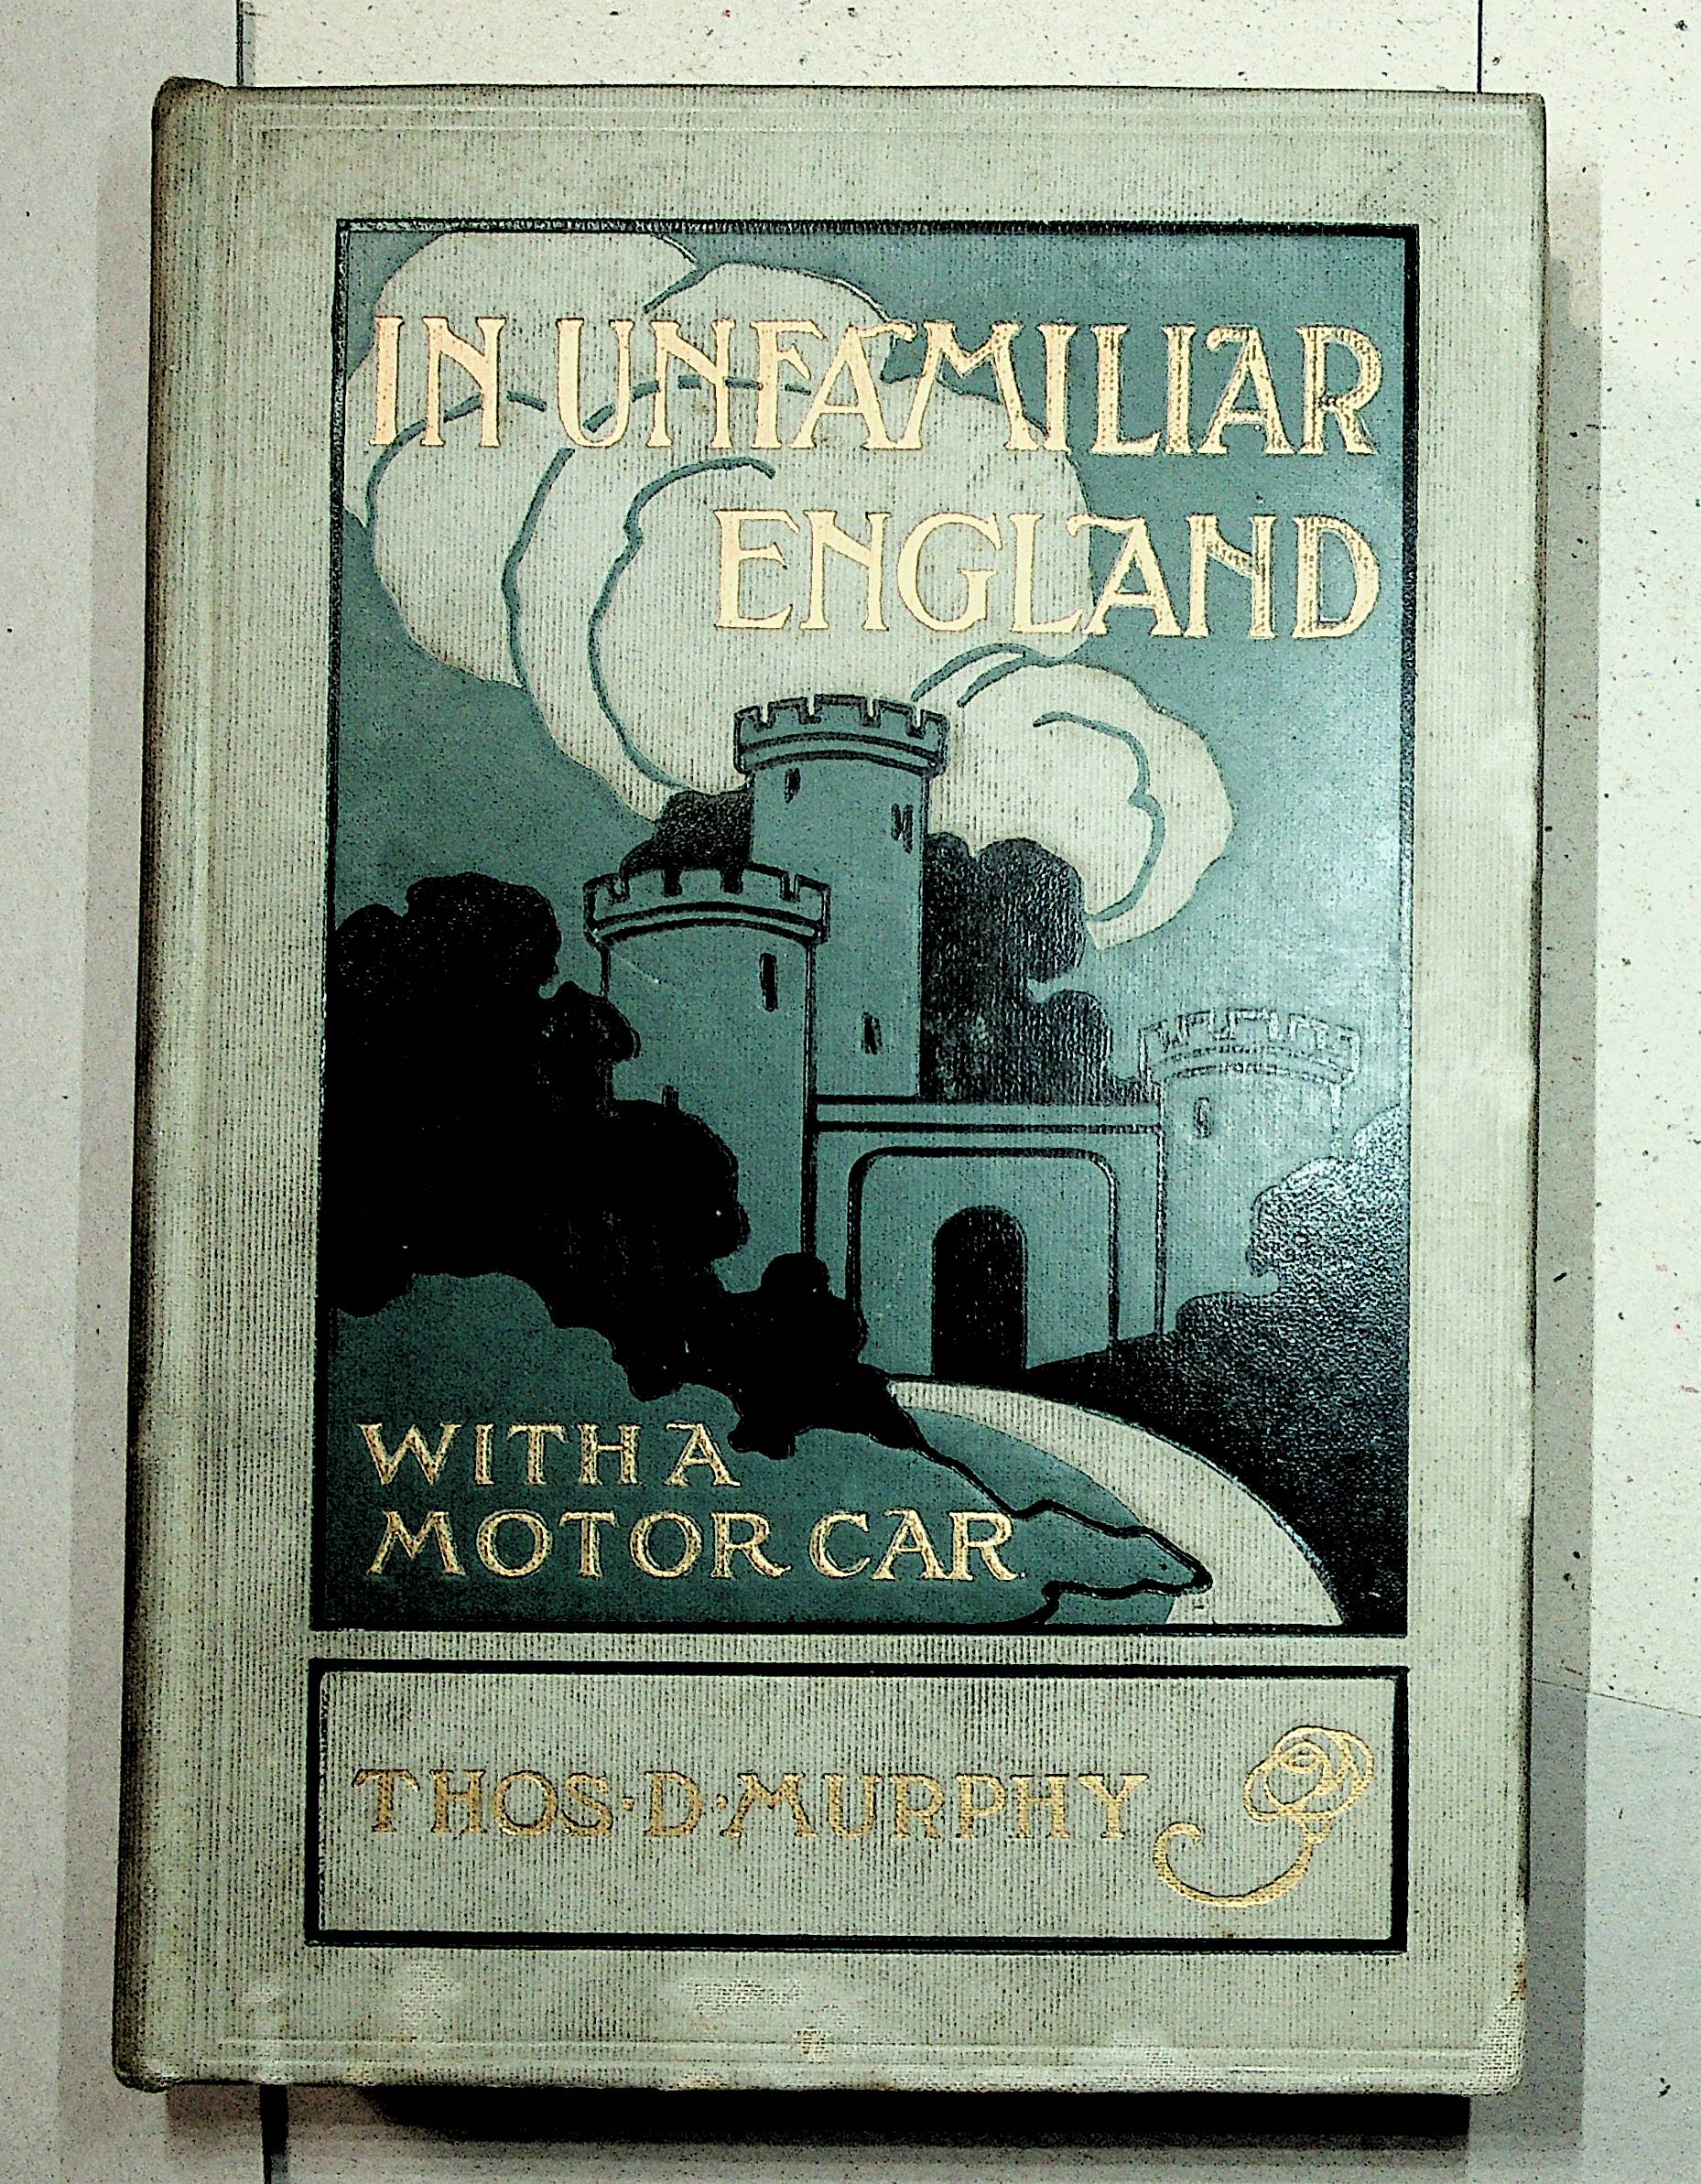 IN UNFAMILIAR
ENGLAND
WITH A
MOTOR CAR
THOS·D·MURPHY